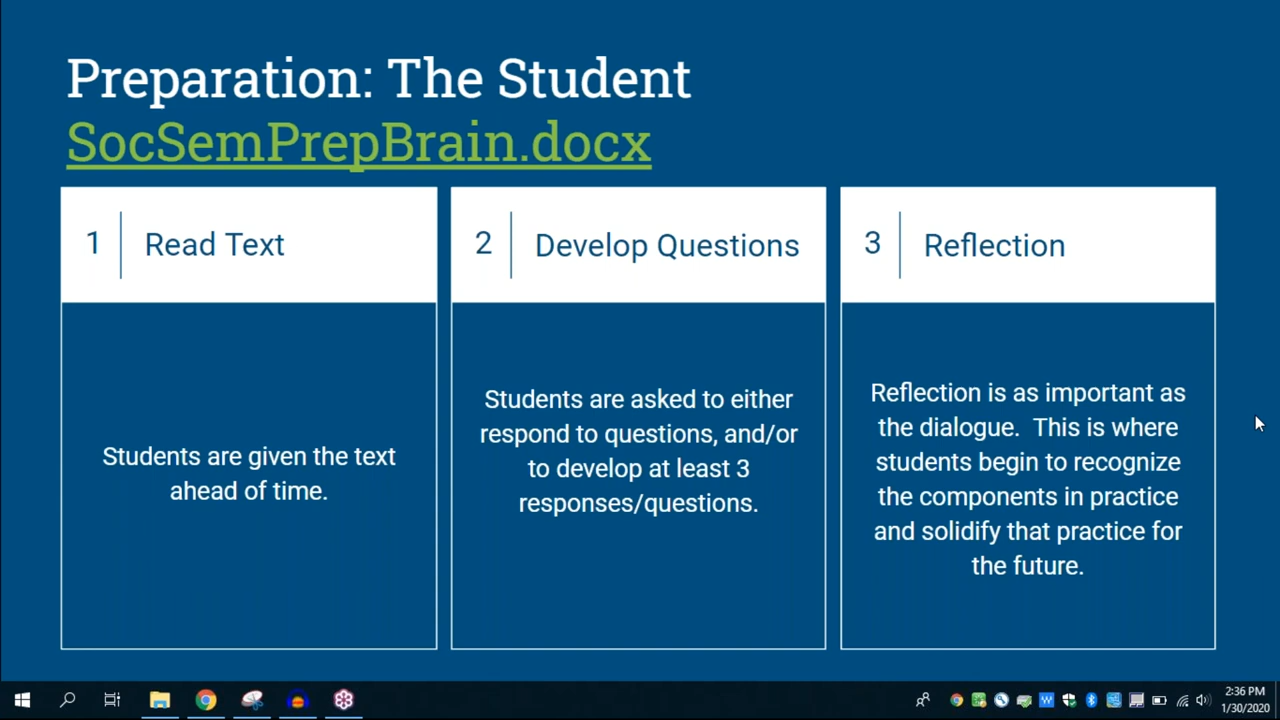 Preparation: The Student
SocSemPrepBrain.docx
1
Read Text
Students are given the text
ahead of time.
2
Develop Questions
Students are asked to either
respond to questions, and/or
to develop at least 3
responses/questions.
3
Reflection
Reflection is as important as
the dialogue.  This is where
students begin to recognize
the components in practice
and solidify that practice for
the future.
2:36 PM
1/30/2020